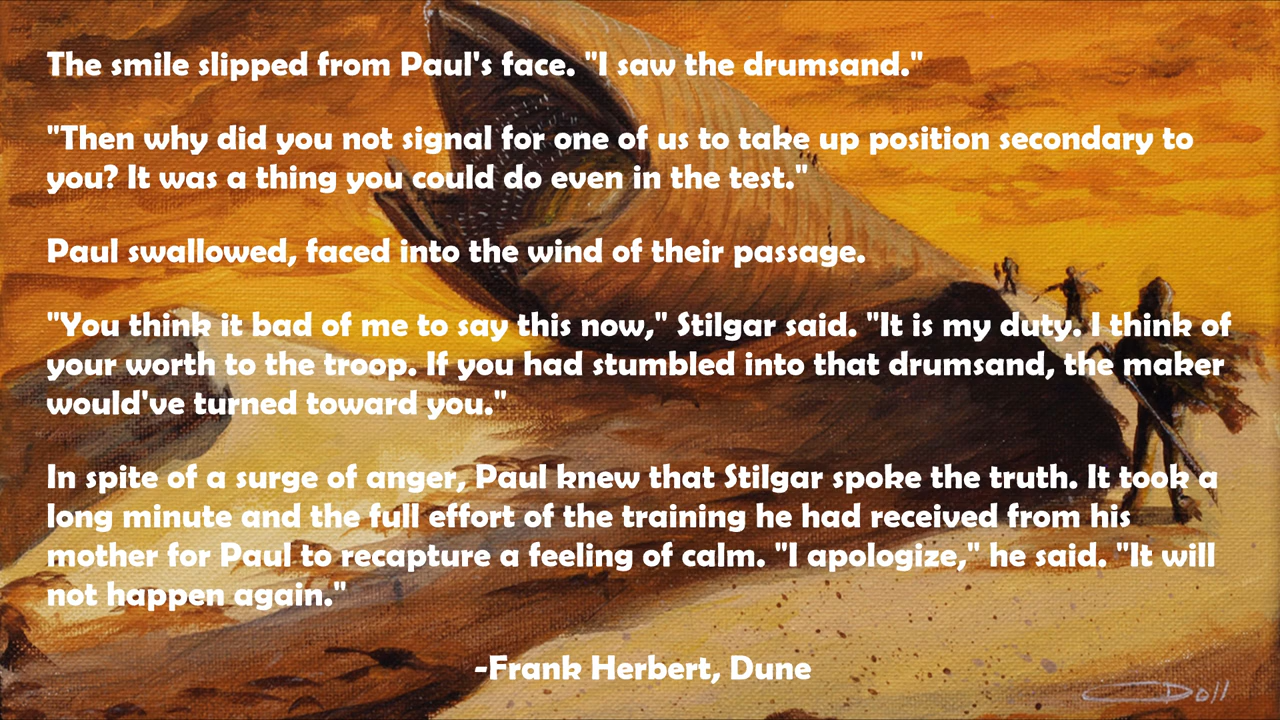 The smile slipped from Paul's face. "I saw the drumsand."
"Then why did you not signal for one of us to take up position secondary to
you? It was a thing you could do even in the test."
Paul swallowed, faced into the wind of their passage.
"You think it bad of me to say this now," Stilgar said. "It is my duty. I think of
your worth to the troop. If you had stumbled into that drumsand, the maker
would've turned toward you."
In spite of a surge of anger, Paul knew that Stilgar spoke the truth. It took a
long minute and the full effort of the training he had received from his
mother for Paul to recapture a feeling of calm. "I apologize," he said. "It will
not happen again."
-Frank Herbert, Dune
CDoll